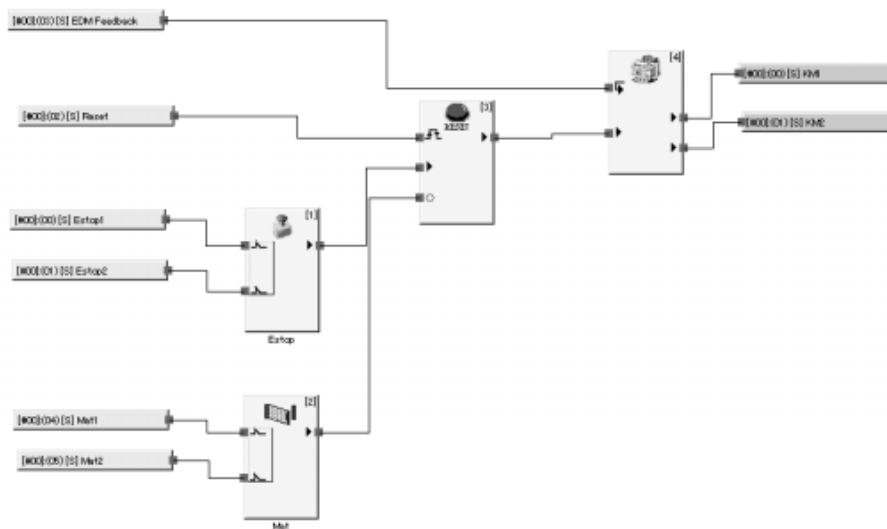 [#00]:(03)[S] EDM Feedback
[4]
[#00]:(00)[S] KM1
[3]
RESET
[#00]:(02)[S] Reset
[#00]:(01)[S] KM2
[#00]:(00)[S] Estop1
[1]
[#00]:(01)[S] Estop2
Estop
[2]
[#00]:(04)[S] Mat1
[#00]:(05)[S] Mat2
Mat